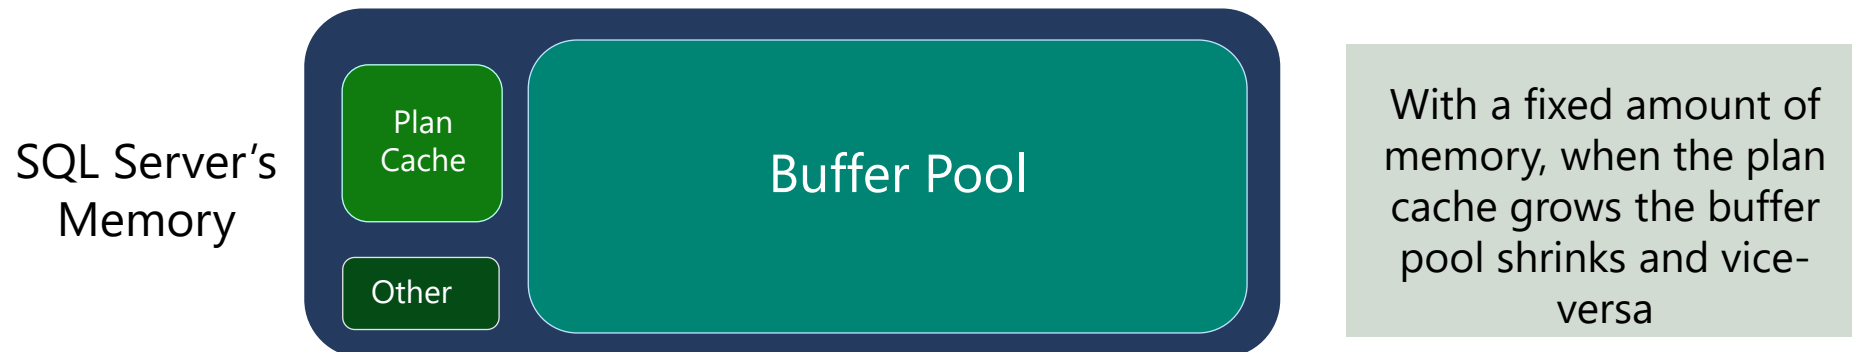 SQL Server’s
Memory
Plan
Cache
Other
Buffer Pool
With a fixed amount of
memory, when the plan
cache grows the buffer
pool shrinks and vice-
versa